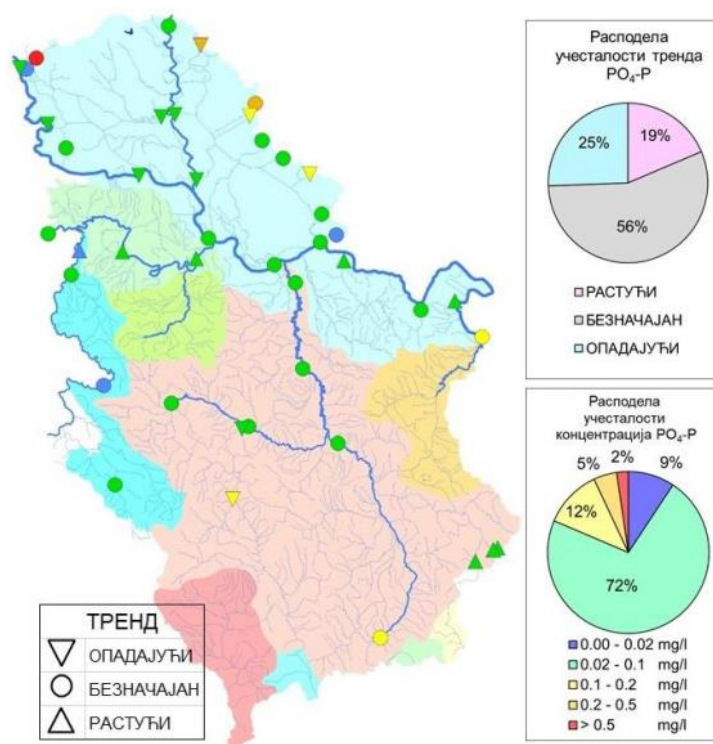 Расподела
учесталости тренда
PO₄-P
25%
19%
56%
РАСТУЋИ
БЕЗНАЧАЈАН
ОПАДАЈУЋИ
Расподела
учесталости
концентрација PO₄-P
5%
2%
9%
12%
72%
0.00 - 0.02 mg/l
0.02 - 0.1 mg/l
0.1 - 0.2 mg/l
0.2 - 0.5 mg/l
> 0.5 mg/l
ТРЕНД
ОПАДАЈУЋИ
БЕЗНАЧАЈАН
РАСТУЋИ